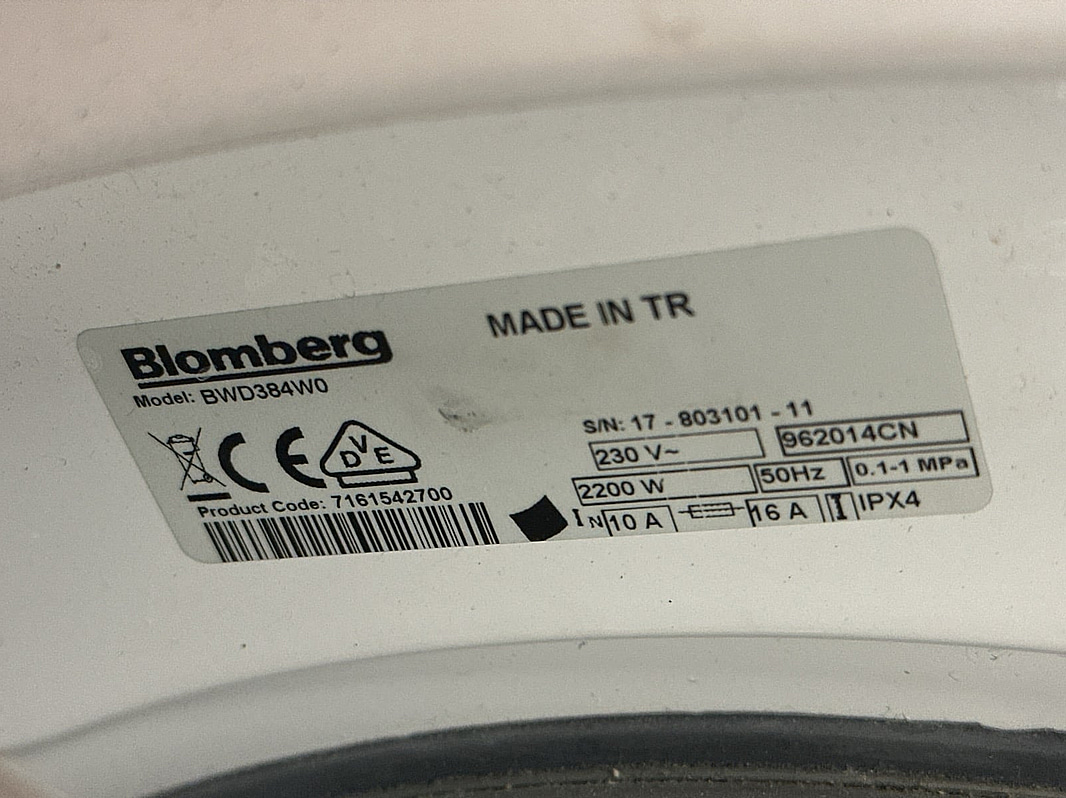 MADE IN TR
Blomberg
Model: BWD384W0
S/N: 17 - 803101 - 11
230 V~ 962014CN
2200 W 50Hz 0.1-1 MPa
IN 10 A 16 A IPX4
CE
DVE
Product Code: 7161542700